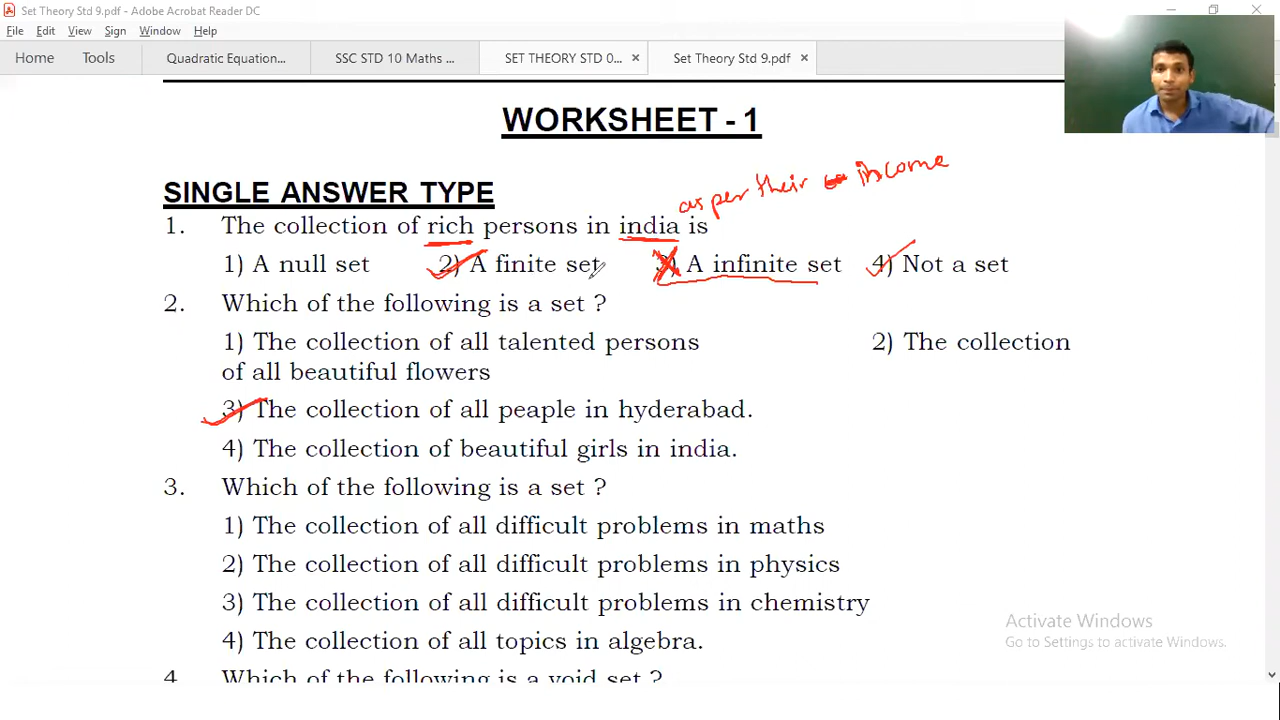 Set Theory Std 9.pdf - Adobe Acrobat Reader DC
File Edit View Sign Window Help
Home Tools Quadratic Equation... SSC STD 10 Maths ... SET THEORY STD 0... × Set Theory Std 9.pdf ×
WORKSHEET - 1
as per their income
SINGLE ANSWER TYPE
1. The collection of rich persons in india is
1) A null set 2) A finite set 3) A infinite set 4) Not a set
2. Which of the following is a set ?
1) The collection of all talented persons 2) The collection
of all beautiful flowers
3) The collection of all peaple in hyderabad.
4) The collection of beautiful girls in india.
3. Which of the following is a set ?
1) The collection of all difficult problems in maths
2) The collection of all difficult problems in physics
3) The collection of all difficult problems in chemistry
4) The collection of all topics in algebra.
4. Which of the following is a void set ?
Activate Windows
Go to Settings to activate Windows.